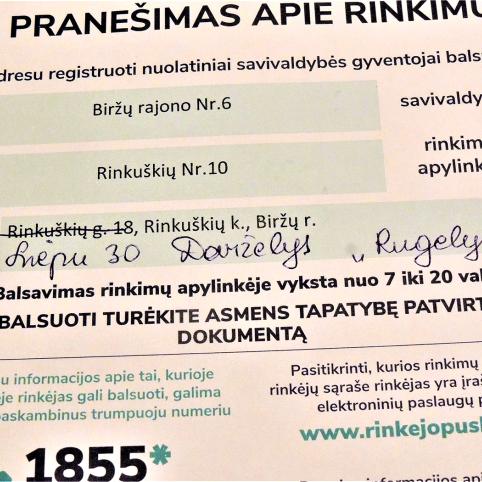 PRANEŠIMAS APIE RINKIMŲ
dresu registruoti nuolatiniai savivaldybės gyventojai bals
Biržų rajono Nr.6
savivaldy
Rinkuškių Nr.10
rinkim
apylink
Rinkuškių g. 18, Rinkuškių k., Biržų r.
Liepų 30 Darželys „Rugely
Balsavimas rinkimų apylinkėje vyksta nuo 7 iki 20 val
BALSUOTI TURĖKITE ASMENS TAPATYBĘ PATVIRT
DOKUMENTĄ
u informacijos apie tai, kurioje
je rinkėjas gali balsuoti, galima
paskambinus trumpuoju numeriu
1855*
Pasitikrinti, kurios rinkimų
rinkėjų sąraše rinkėjas yra įraš
elektroninių paslaugų p
www.rinkejopusl